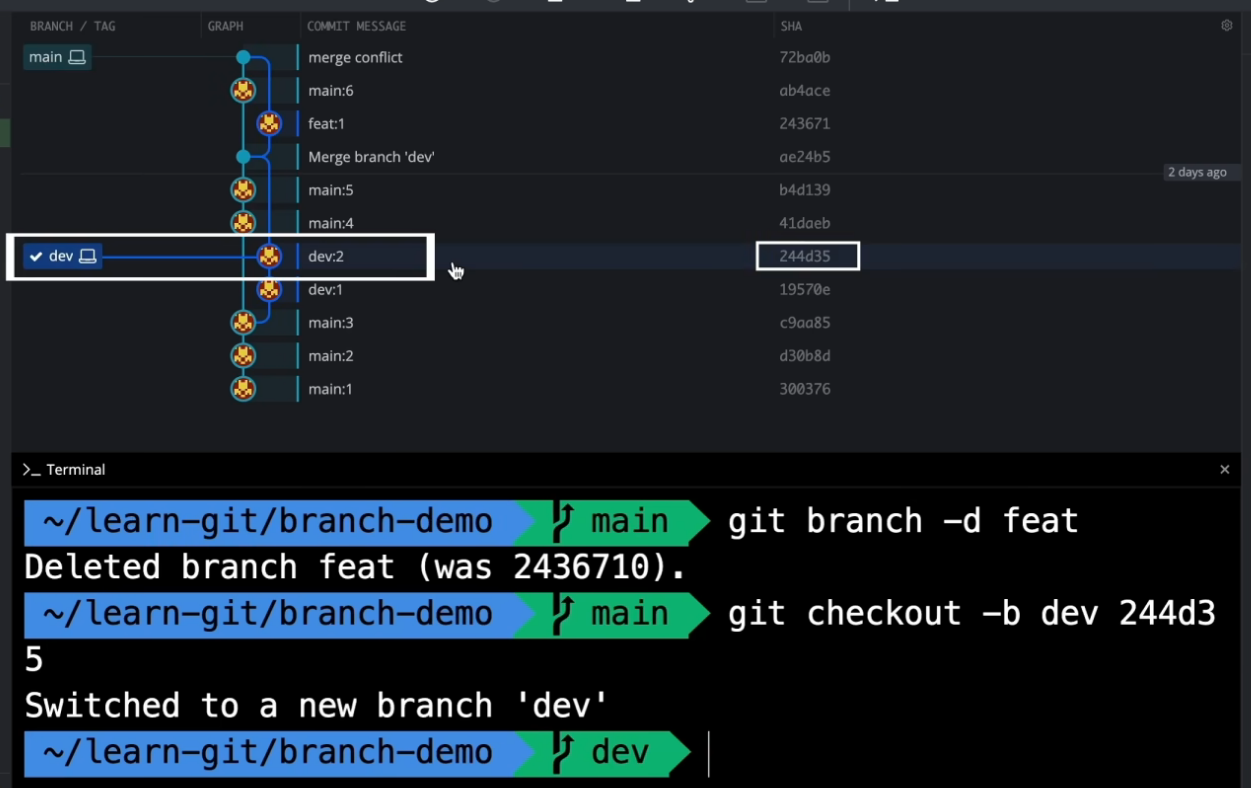 BRANCH / TAG GRAPH COMMIT MESSAGE SHA
main merge conflict 72ba0b
main:6 ab4ace
feat:1 243671
Merge branch 'dev' ae24b5
2 days ago
main:5 b4d139
main:4 41daeb
dev dev:2 244d35
dev:1 19570e
main:3 c9aa85
main:2 d30b8d
main:1 300376
>_ Terminal ×
~/learn-git/branch-demo main git branch -d feat
Deleted branch feat (was 2436710).
~/learn-git/branch-demo main git checkout -b dev 244d3
5
Switched to a new branch 'dev'
~/learn-git/branch-demo dev